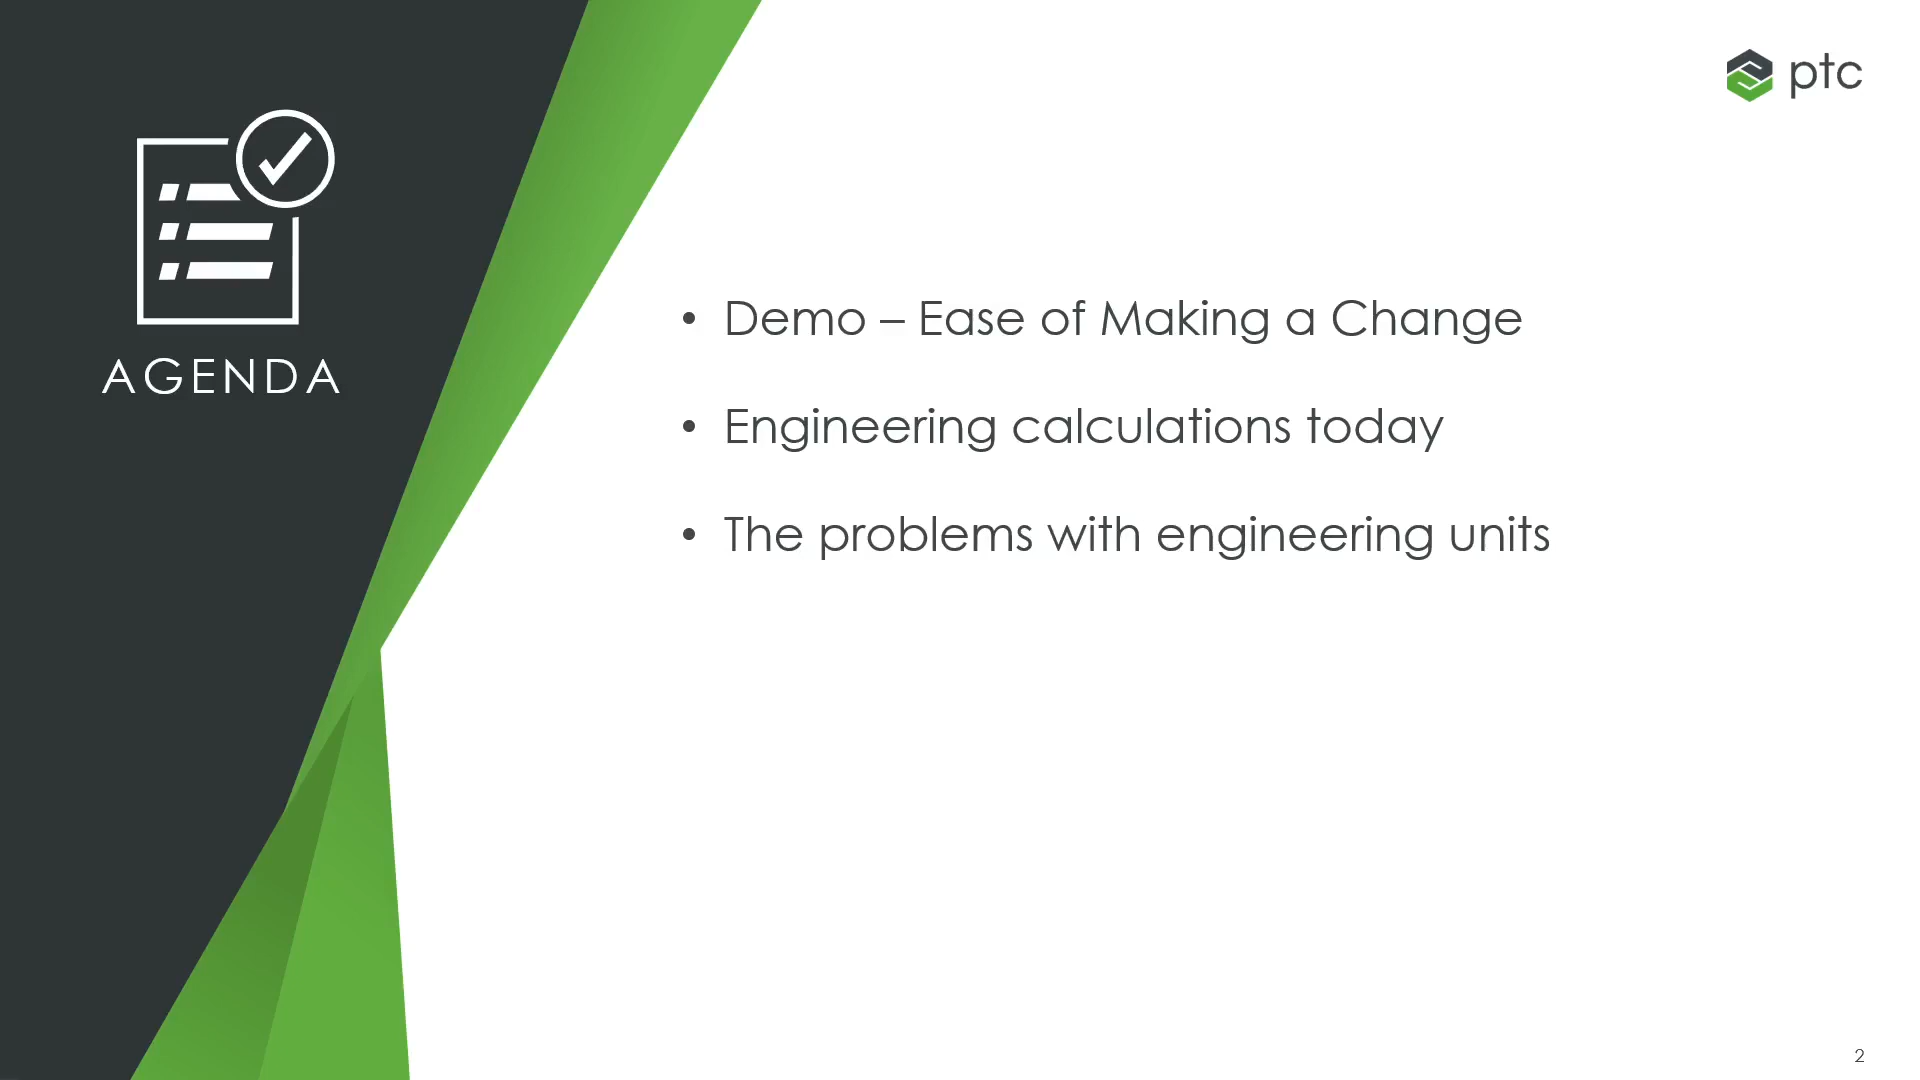 AGENDA
ptc
• Demo – Ease of Making a Change
• Engineering calculations today
• The problems with engineering units
2